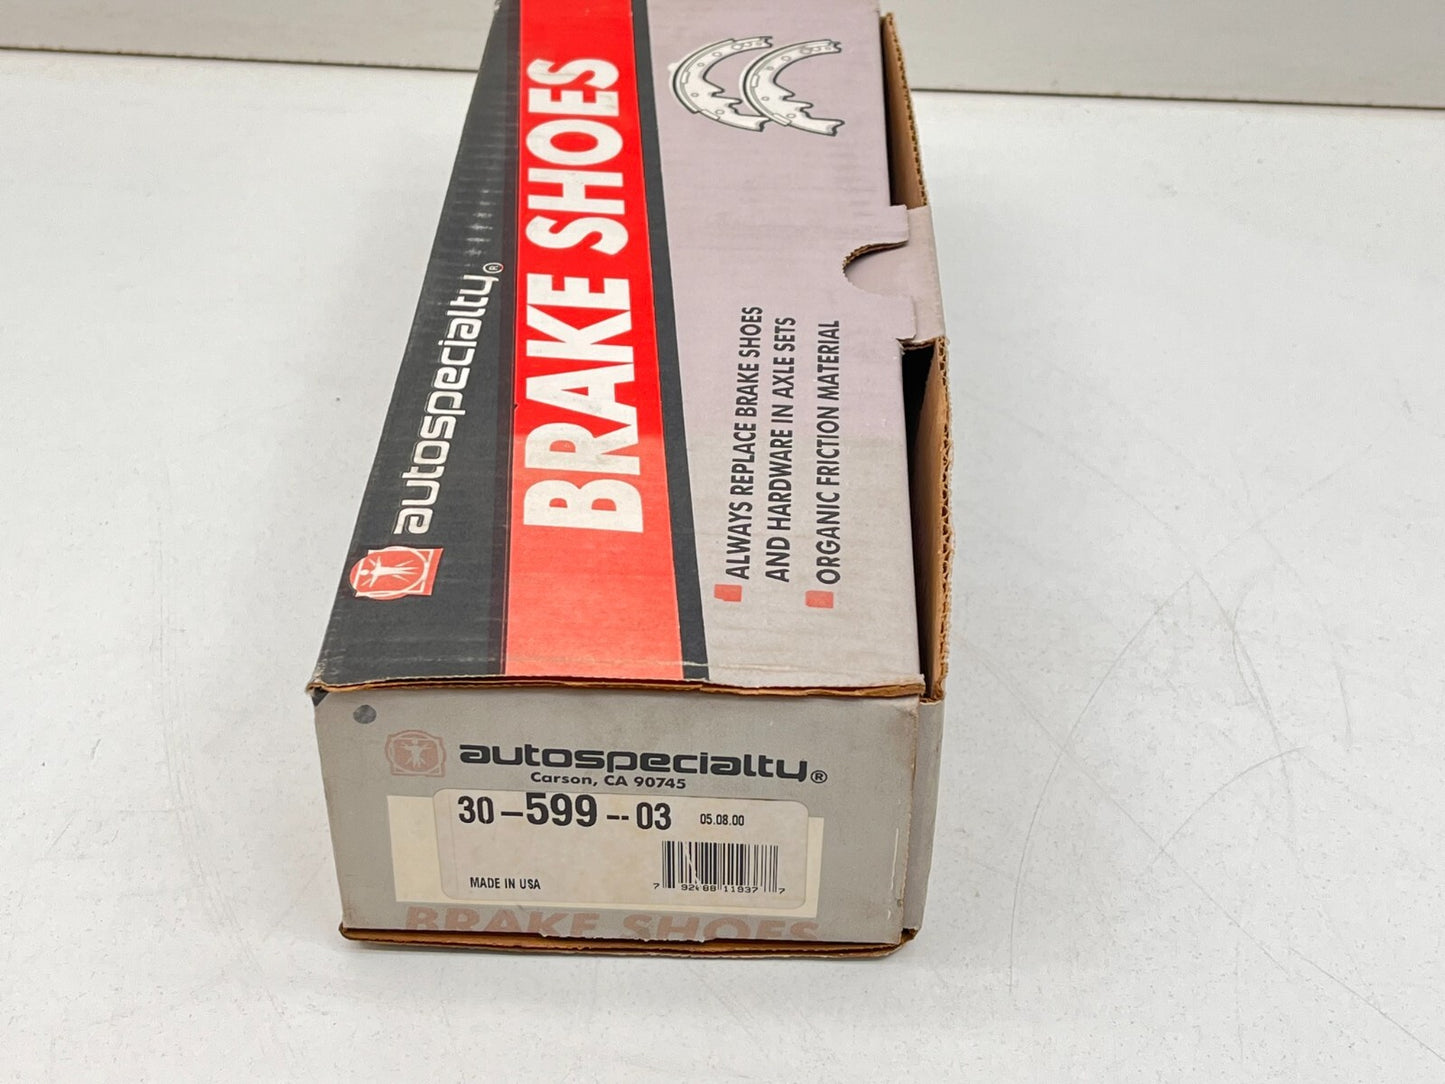 autospecialty®
BRAKE SHOES
ALWAYS REPLACE BRAKE SHOES
AND HARDWARE IN AXLE SETS
ORGANIC FRICTION MATERIAL
autospecialty®
Carson, CA 90745
30-599--03 05.08.00
MADE IN USA
7 92488 11937 7
BRAKE SHOES